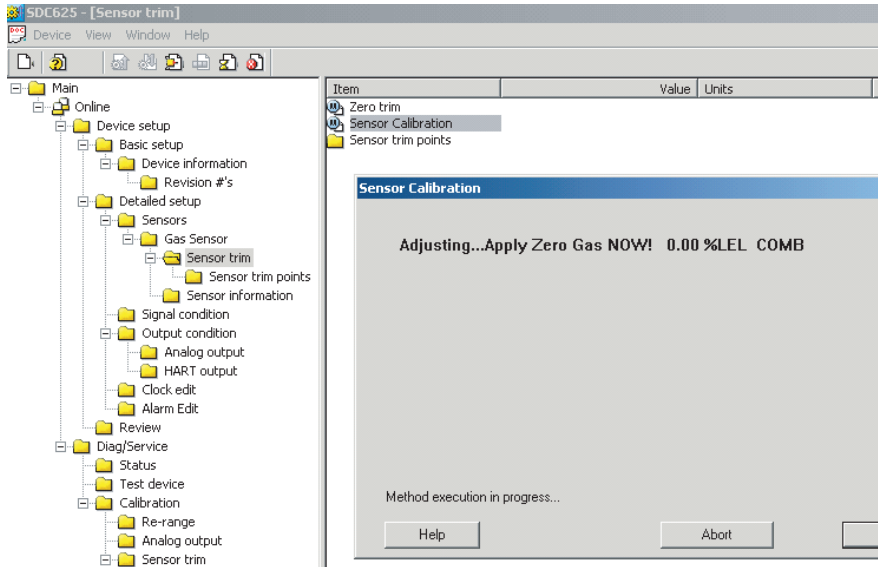 SDC625 - [Sensor trim]
Device View Window Help
Main
Online
Device setup
Basic setup
Device information
Revision #'s
Detailed setup
Sensors
Gas Sensor
Sensor trim
Sensor trim points
Sensor information
Signal condition
Output condition
Analog output
HART output
Clock edit
Alarm Edit
Review
Diag/Service
Status
Test device
Calibration
Re-range
Analog output
Sensor trim
Item Value Units
Zero trim
Sensor Calibration
Sensor trim points
Sensor Calibration
Adjusting...Apply Zero Gas NOW! 0.00 %LEL COMB
Method execution in progress...
Help Abort